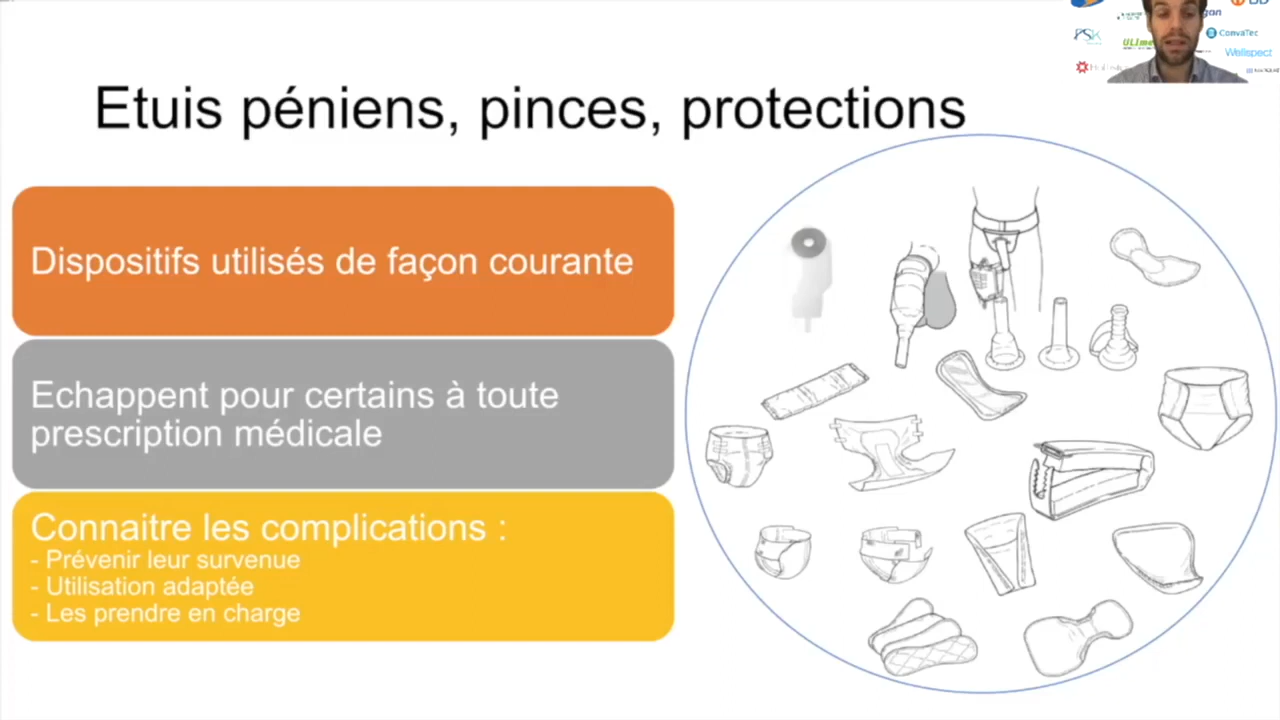 Etuis péniens, pinces, protections
Dispositifs utilisés de façon courante
Echappent pour certains à toute
prescription médicale
Connaitre les complications :
- Prévenir leur survenue
- Utilisation adaptée
- Les prendre en charge
ConvaTec
Wellspect